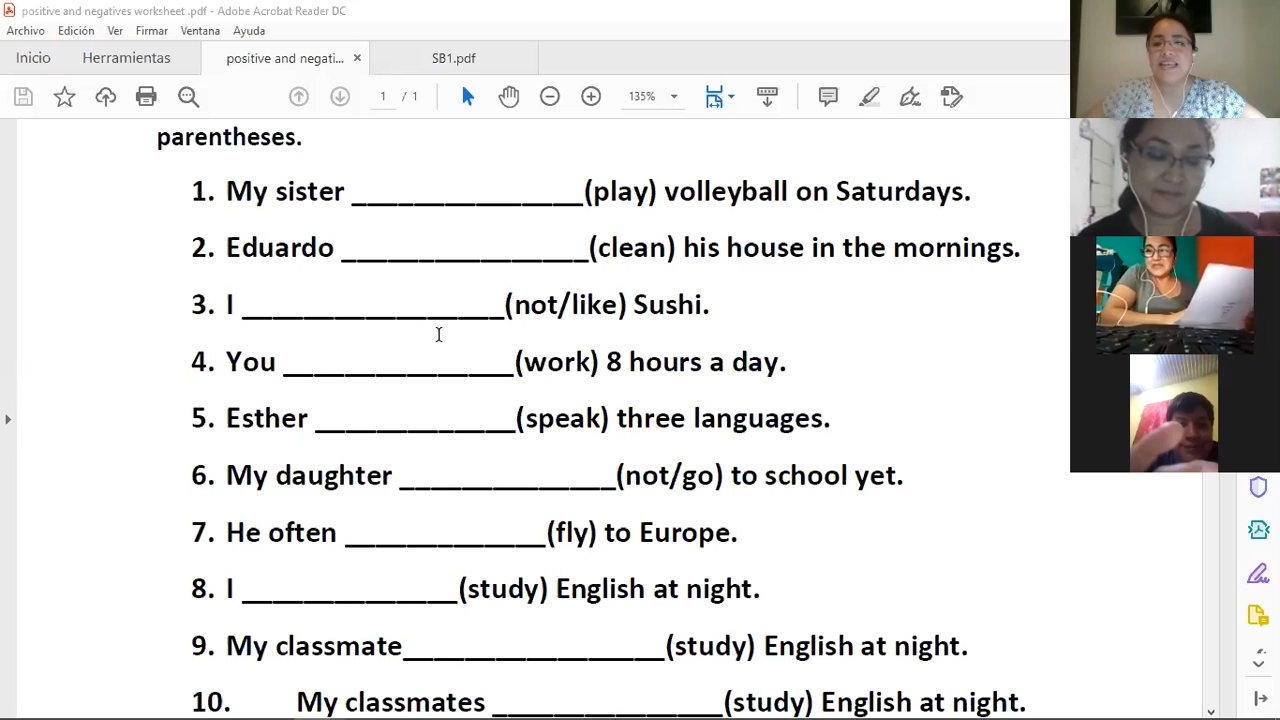 positive and negatives worksheet .pdf - Adobe Acrobat Reader DC
Archivo Edición Ver Firmar Ventana Ayuda
Inicio Herramientas positive and negati... × SB1.pdf
1 / 1 135%
parentheses.
1. My sister _______________(play) volleyball on Saturdays.
2. Eduardo ________________(clean) his house in the mornings.
3. I _________________(not/like) Sushi.
4. You _______________(work) 8 hours a day.
5. Esther _____________(speak) three languages.
6. My daughter ______________(not/go) to school yet.
7. He often _____________(fly) to Europe.
8. I ______________(study) English at night.
9. My classmate_________________(study) English at night.
10. My classmates _______________(study) English at night.